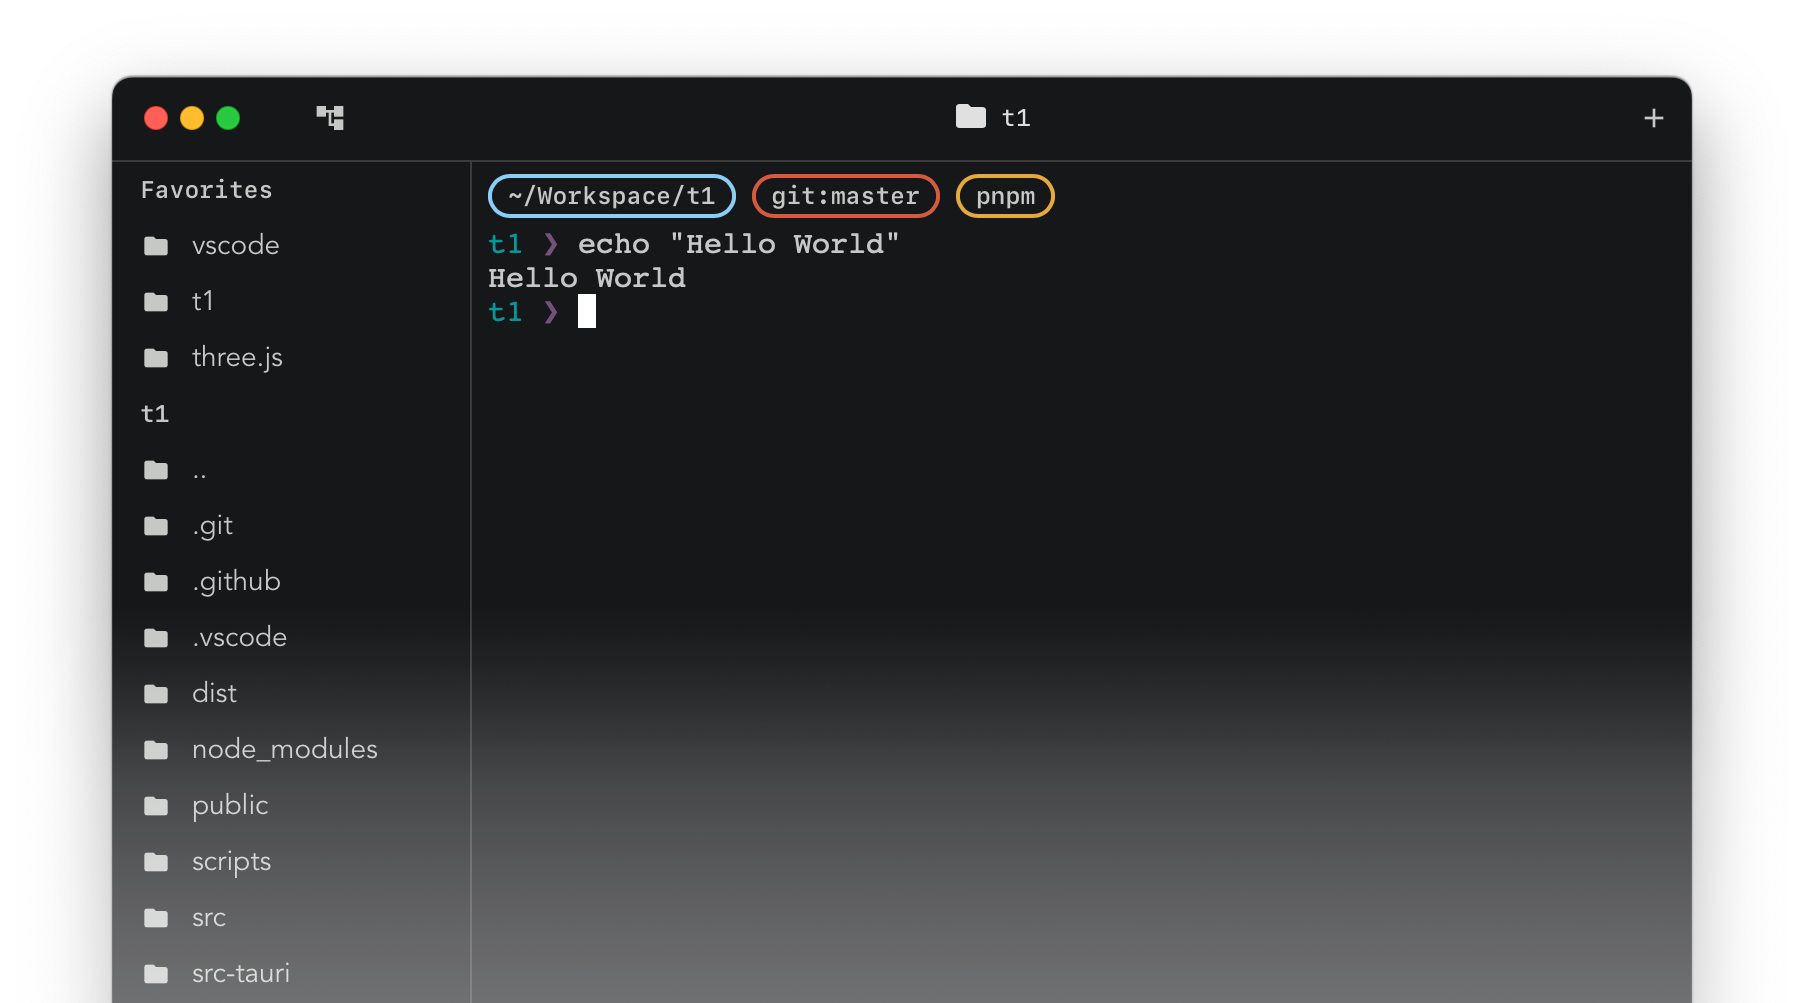 t1
+
Favorites
vscode
t1
three.js
t1
..
.git
.github
.vscode
dist
node_modules
public
scripts
src
src-tauri
~/Workspace/t1 git:master pnpm
t1 ❯ echo "Hello World"
Hello World
t1 ❯